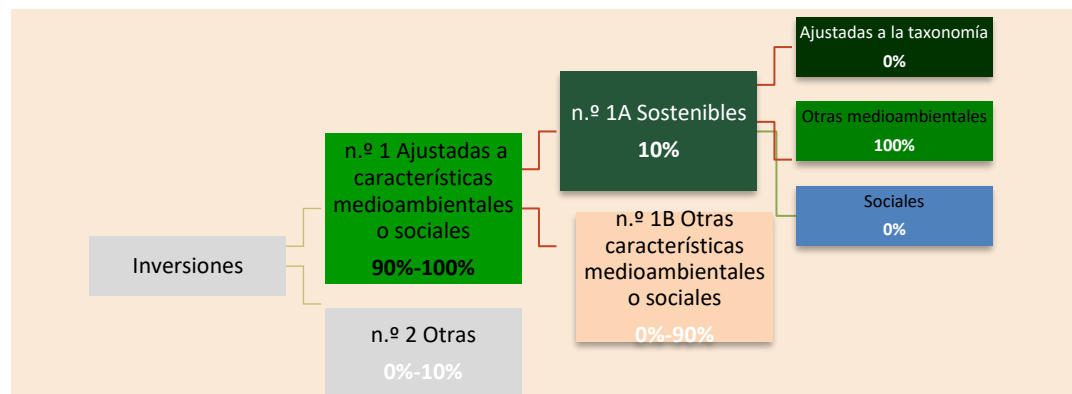 Inversiones
n.º 1 Ajustadas a
características
medioambientales
o sociales
90%-100%
n.º 2 Otras
0%-10%
n.º 1A Sostenibles
10%
n.º 1B Otras
características
medioambientales
o sociales
0%-90%
Ajustadas a la taxonomía
0%
Otras medioambientales
100%
Sociales
0%